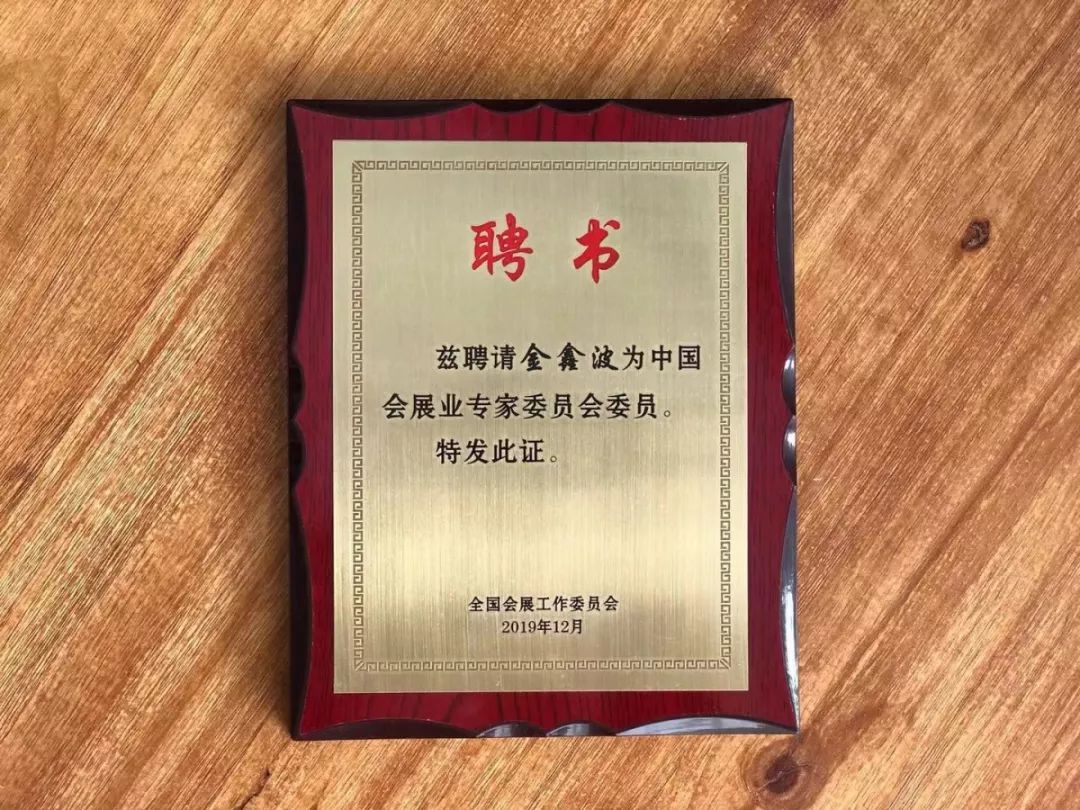 聘书
兹聘请金鑫波为中国
会展业专家委员会委员。
特发此证。
全国会展工作委员会
2019年12月